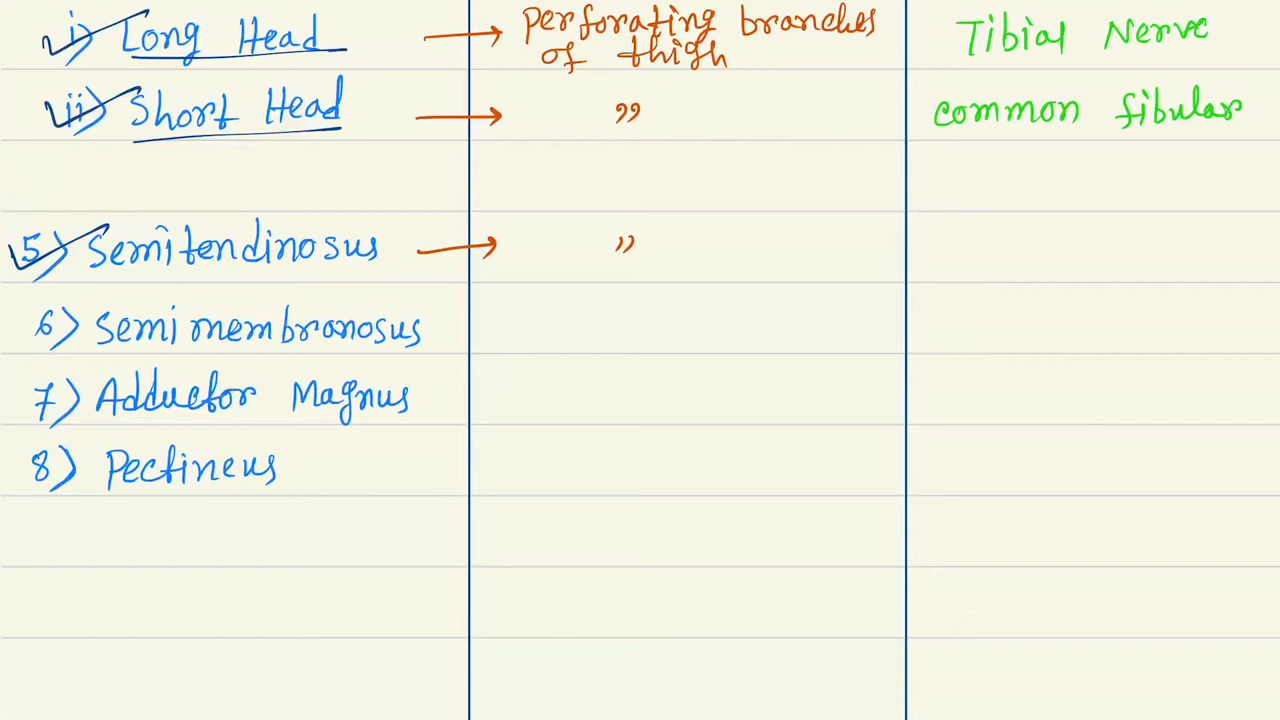 i) Long Head → Perforating branches of thigh Tibial Nerve
ii) Short Head → " common fibular
5) Semitendinosus → "
6) Semimembranosus
7) Adductor Magnus
8) Pectineus